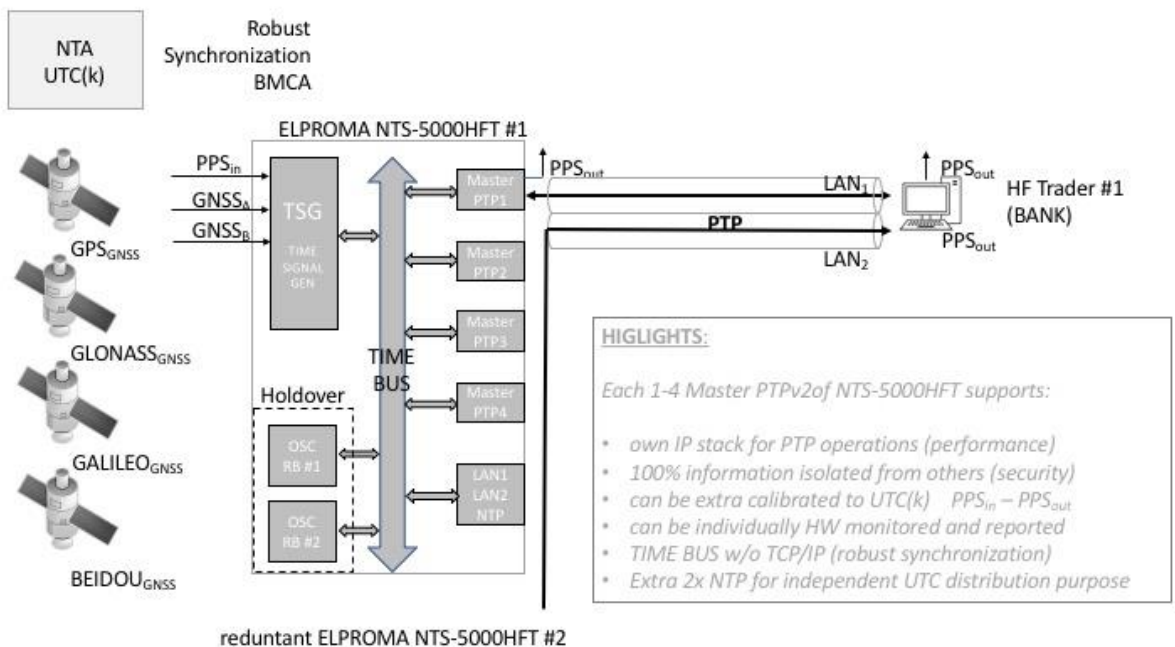 NTA
UTC(k)
Robust
Synchronization
BMCA
ELPROMA NTS-5000HFT #1
PPSin
GNSSA
GNSSB
TSG
TIME
SIGNAL
GEN
GPSGNSS
GLONASSGNSS
GALILEOGNSS
BEIDOUGNSS
Holdover
OSC
RB #1
OSC
RB #2
TIME
BUS
Master
PTP1
Master
PTP2
Master
PTP3
Master
PTP4
LAN1
LAN2
NTP
PPSout
LAN1
PTP
LAN2
PPSout
PPSout
HF Trader #1
(BANK)
HIGLIGHTS:
Each 1-4 Master PTPv2of NTS-5000HFT supports:
• own IP stack for PTP operations (performance)
• 100% information isolated from others (security)
• can be extra calibrated to UTC(k) PPSin – PPSout
• can be individually HW monitored and reported
• TIME BUS w/o TCP/IP (robust synchronization)
• Extra 2x NTP for independent UTC distribution purpose
reduntant ELPROMA NTS-5000HFT #2